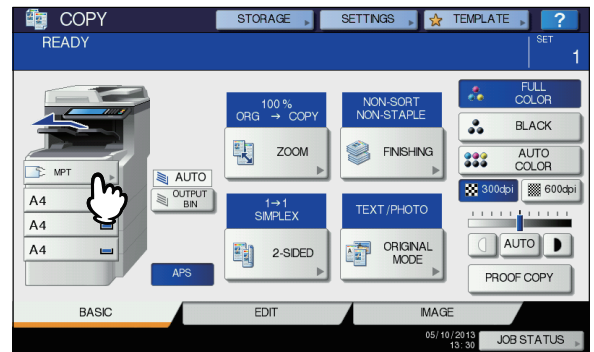 COPY
STORAGE
SETTINGS
TEMPLATE
?
READY
SET
1
100 %
ORG → COPY
ZOOM
NON-SORT
NON-STAPLE
FINISHING
FULL
COLOR
BLACK
AUTO
COLOR
300dpi
600dpi
MPT
A4
A4
A4
AUTO
OUTPUT
BIN
APS
1→1
SIMPLEX
2-SIDED
TEXT/PHOTO
ORIGINAL
MODE
AUTO
PROOF COPY
BASIC
EDIT
IMAGE
05/10/2013
13:30
JOB STATUS